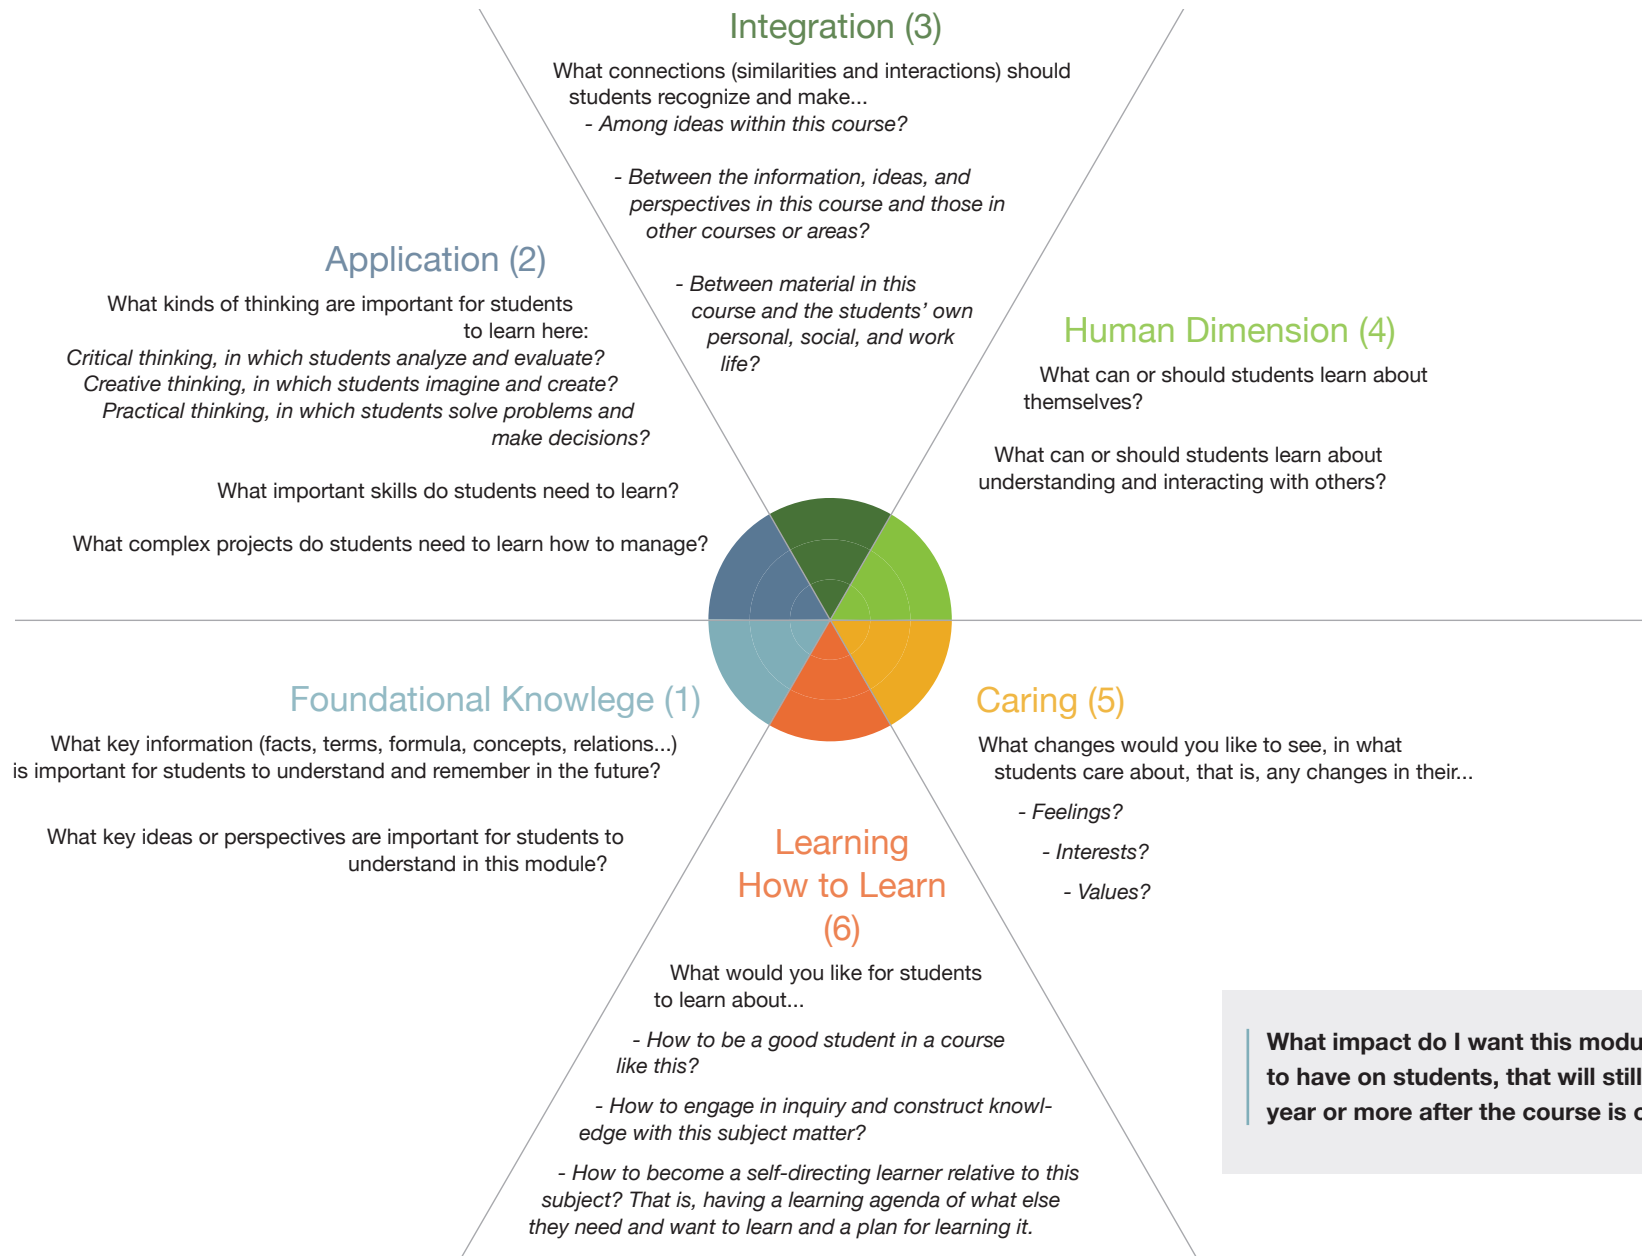 Integration (3)
What connections (similarities and interactions) should
students recognize and make...
- Among ideas within this course?
- Between the information, ideas, and
perspectives in this course and those in
other courses or areas?
- Between material in this
course and the students’ own
personal, social, and work
life?
Application (2)
What kinds of thinking are important for students
to learn here:
Critical thinking, in which students analyze and evaluate?
Creative thinking, in which students imagine and create?
Practical thinking, in which students solve problems and
make decisions?
What important skills do students need to learn?
What complex projects do students need to learn how to manage?
Human Dimension (4)
What can or should students learn about
themselves?
What can or should students learn about
understanding and interacting with others?
Foundational Knowlege (1)
What key information (facts, terms, formula, concepts, relations...)
is important for students to understand and remember in the future?
What key ideas or perspectives are important for students to
understand in this module?
Caring (5)
What changes would you like to see, in what
students care about, that is, any changes in their...
- Feelings?
- Interests?
- Values?
Learning
How to Learn
(6)
What would you like for students
to learn about...
- How to be a good student in a course
like this?
- How to engage in inquiry and construct knowl-
edge with this subject matter?
- How to become a self-directing learner relative to this
subject? That is, having a learning agenda of what else
they need and want to learn and a plan for learning it.
What impact do I want this
to have on students, that will still
year or more after the course is